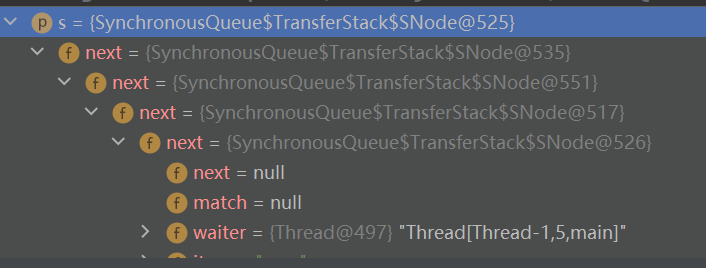 p s = {SynchronousQueue$TransferStack$SNode@525}
f next = {SynchronousQueue$TransferStack$SNode@535}
f next = {SynchronousQueue$TransferStack$SNode@551}
f next = {SynchronousQueue$TransferStack$SNode@517}
f next = {SynchronousQueue$TransferStack$SNode@526}
f next = null
f match = null
f waiter = {Thread@497} "Thread[Thread-1,5,main]"